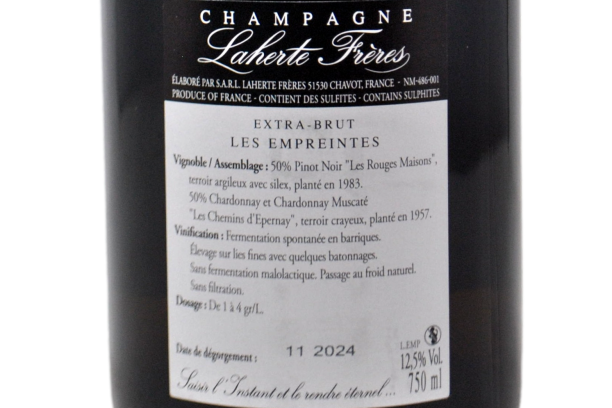 CHAMPAGNE
Laherte Frères
ÉLABORÉ PAR S.A.R.L. LAHERTE FRÈRES 51530 CHAVOT, FRANCE - NM-486-001
PRODUCE OF FRANCE - CONTIENT DES SULFITES - CONTAINS SULPHITES
EXTRA-BRUT
LES EMPREINTES
Vignoble / Assemblage : 50% Pinot Noir "Les Rouges Maisons",
terroir argileux avec silex, planté en 1983.
50% Chardonnay et Chardonnay Muscaté
"Les Chemins d'Epernay", terroir crayeux, planté en 1957.
Vinification : Fermentation spontanée en barriques.
Élevage sur lies fines avec quelques batonnages.
Sans fermentation malolactique. Passage au froid naturel.
Sans filtration.
Dosage : De 1 à 4 gr/L.
Date de dégorgement : 11 2024
L.EMP
12,5% Vol.
750 ml
Saisir l'Instant et le rendre éternel...